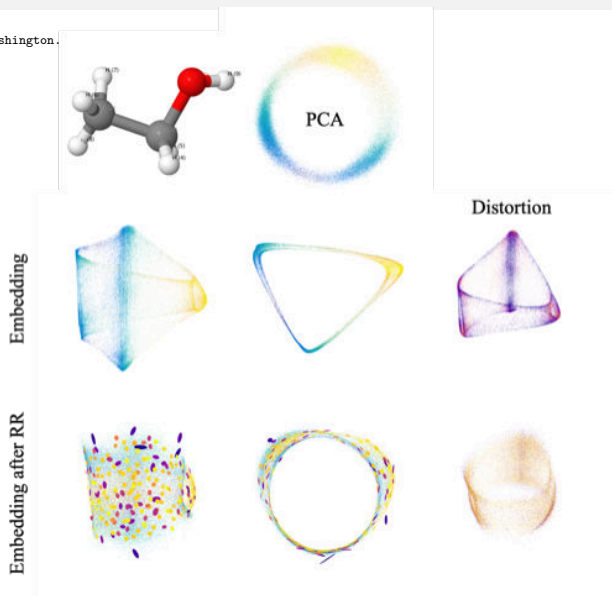 shington.
PCA
Distortion
Embedding
Embedding after RR